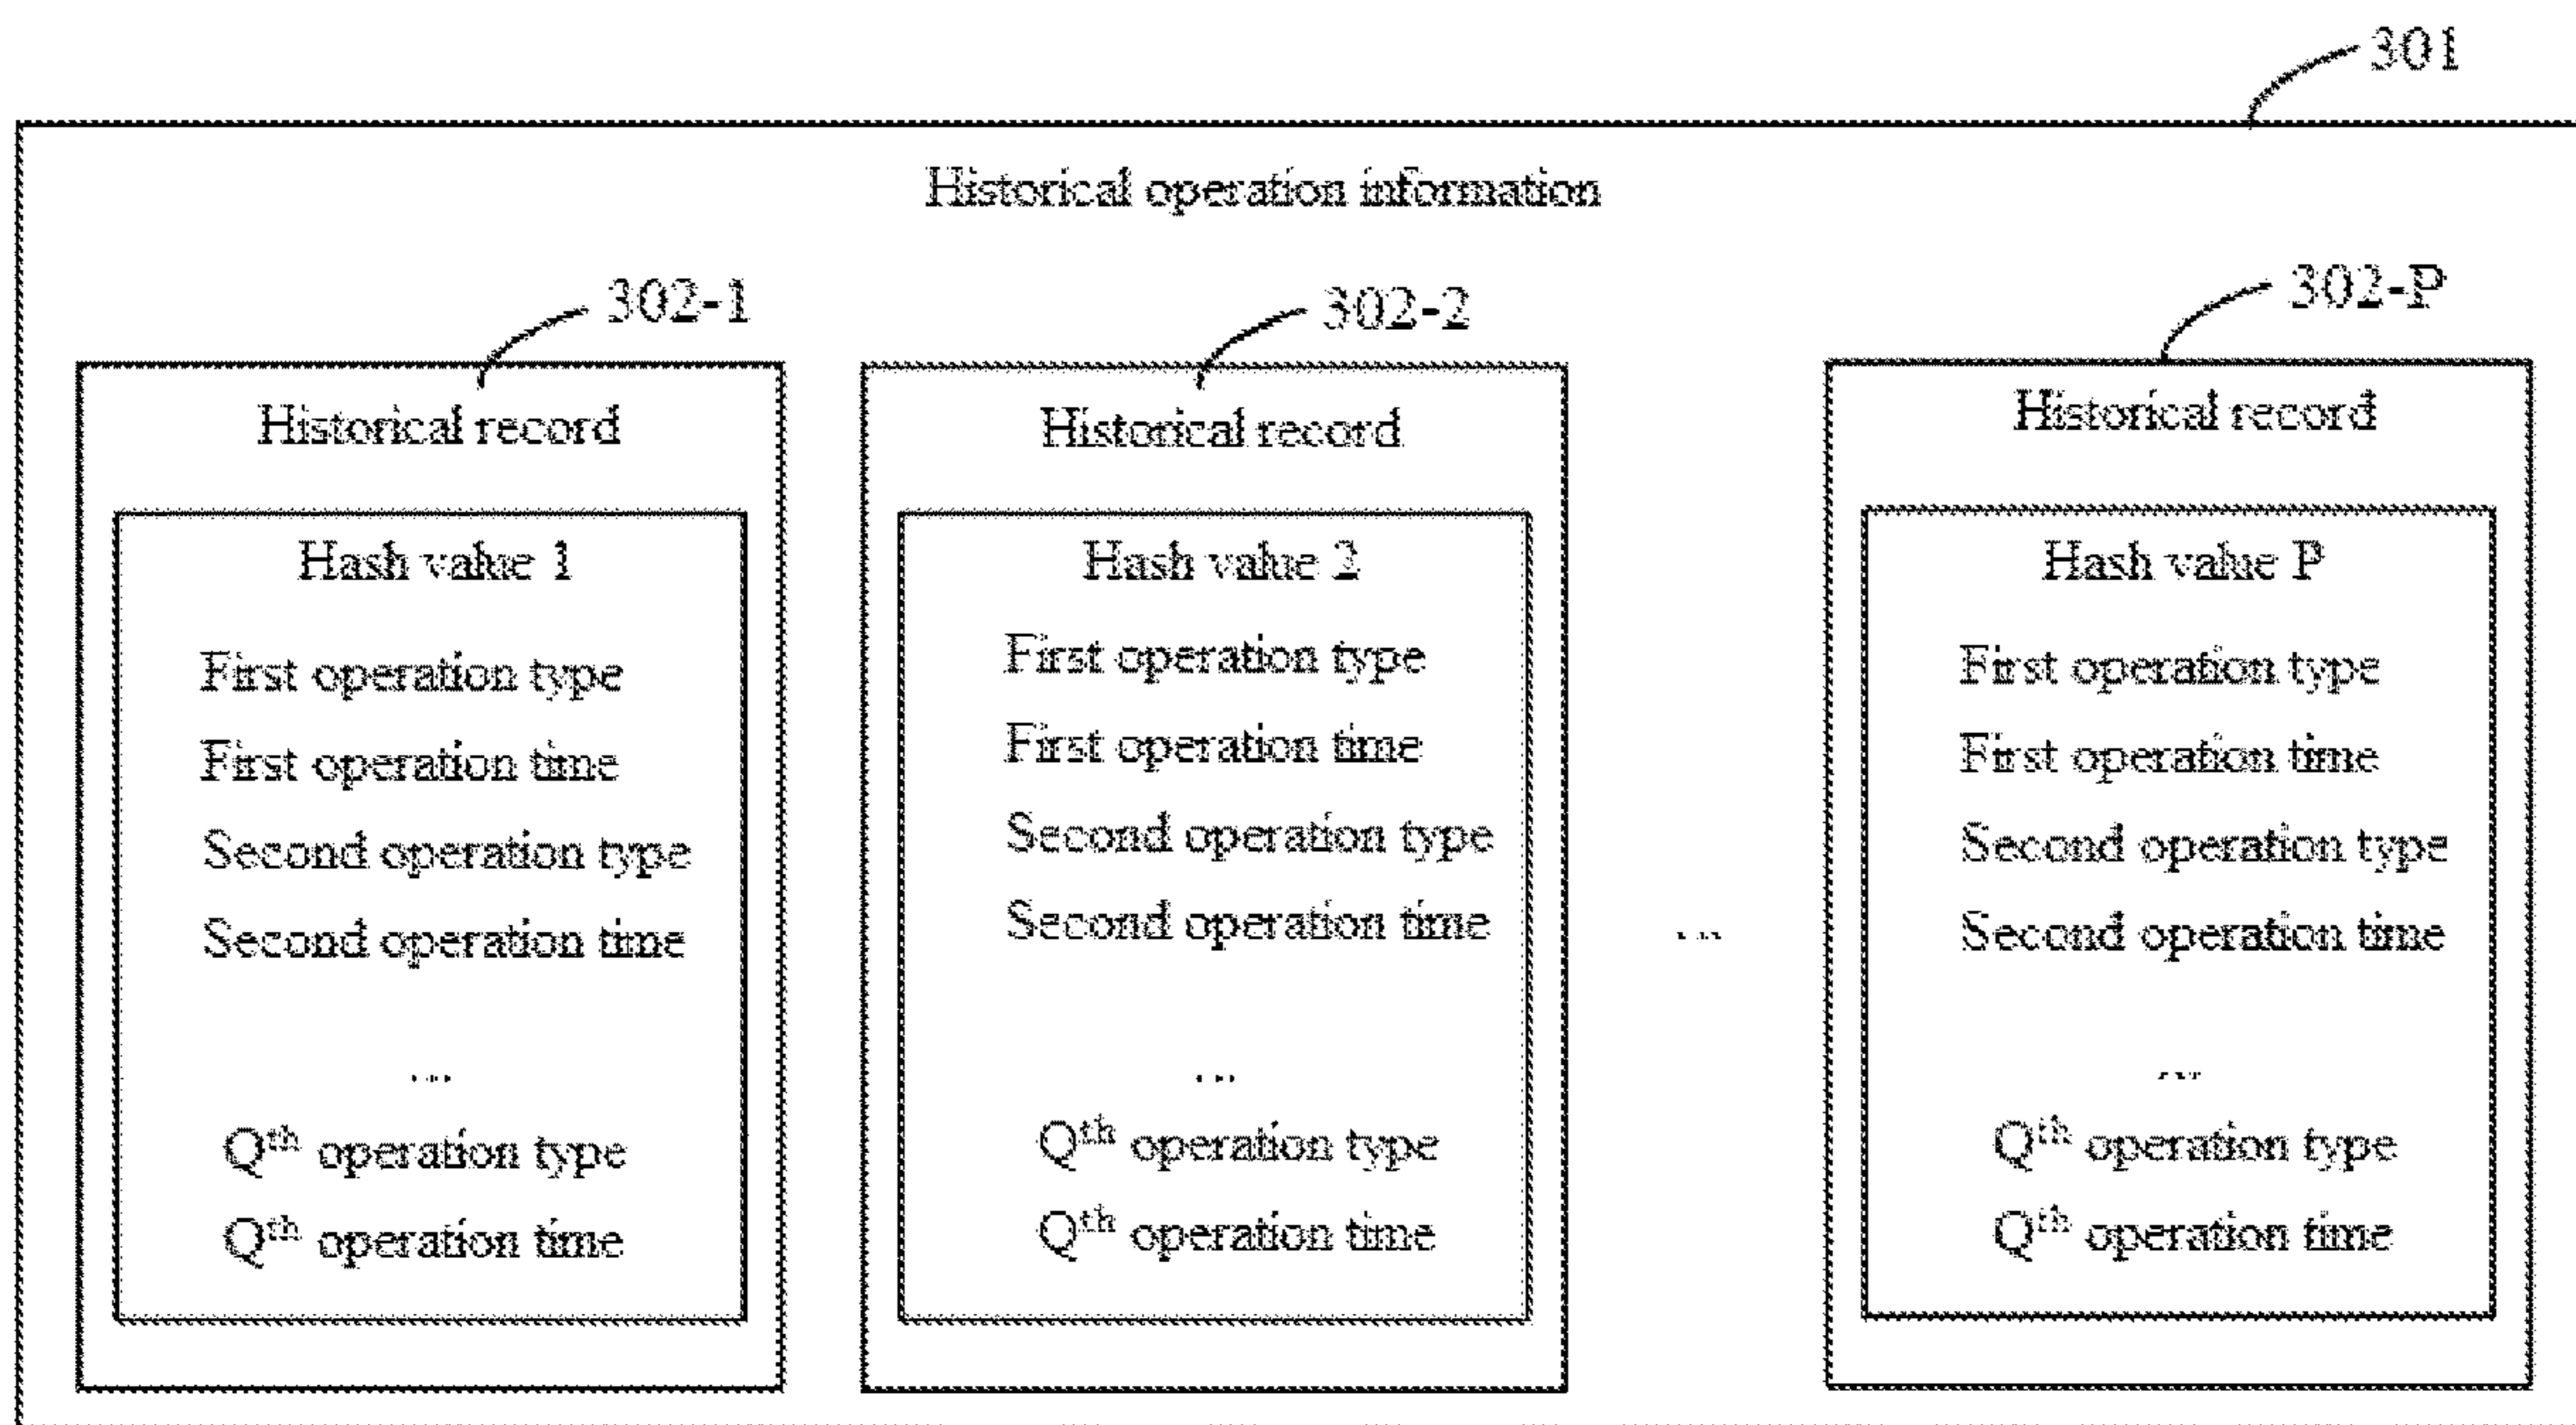 301
Historical operation information
302-1
302-2
302-P
Historical record
Hash value 1
First operation type
First operation time
Second operation type
Second operation time
...
Qth operation type
Qth operation time
Historical record
Hash value 2
First operation type
First operation time
Second operation type
Second operation time
...
Qth operation type
Qth operation time
...
Historical record
Hash value P
First operation type
First operation time
Second operation type
Second operation time
...
Qth operation type
Qth operation time